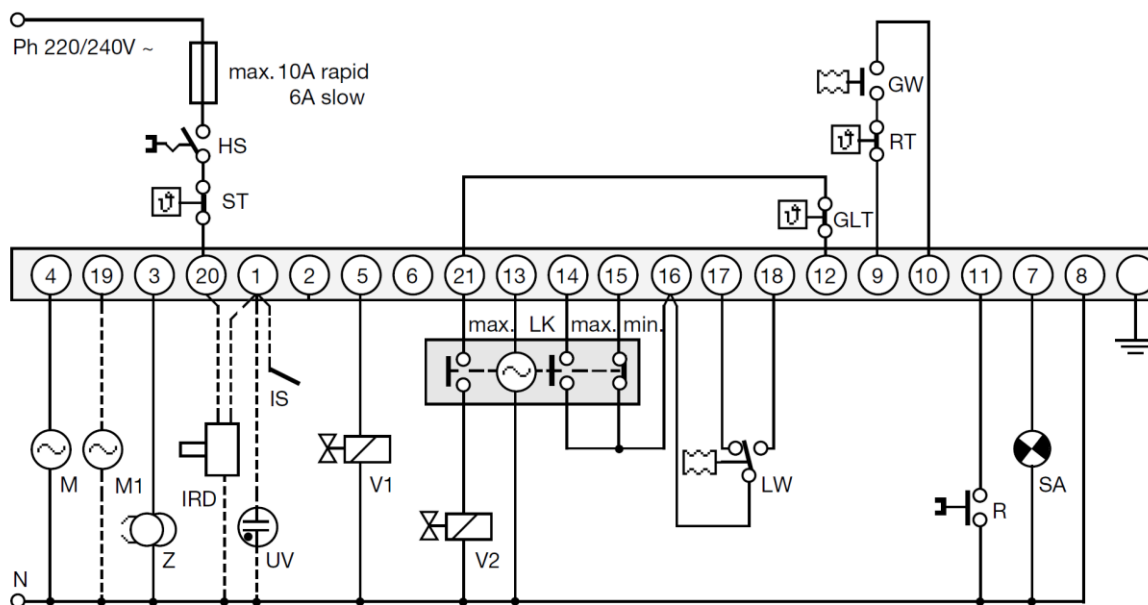 Ph 220/240V ~
max. 10A rapid
6A slow
GW
HS
RT
ST
ϑ
ϑ
ϑ
GLT
4 19 3 20 1 2 5 6 21 13 14 15 16 17 18 12 9 10 11 7 8
max. LK max. min.
IS
M M1 IRD UV V1 LW SA
R
Z V2
N